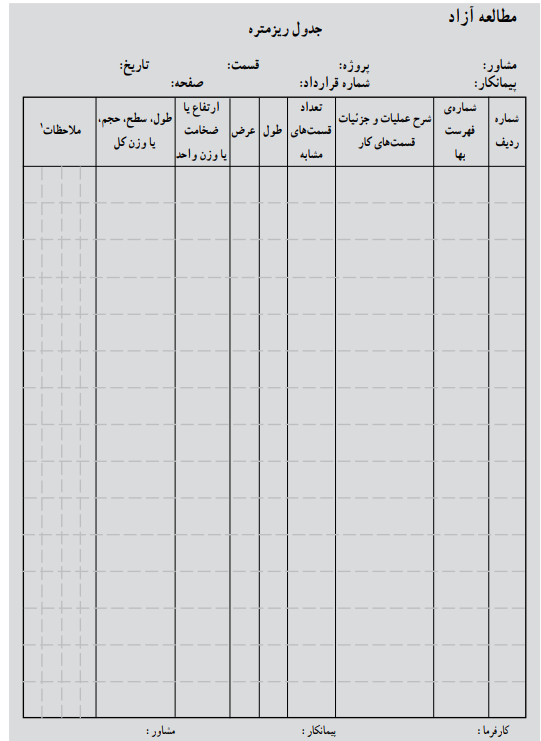 مطالعه آزاد
جدول ریزمتره
مشاور: پروژه: قسمت: تاریخ:
پیمانکار: شماره قرارداد: صفحه:
شماره
ردیف
شماره‌ی
فهرست
بها
شرح عملیات و جزئیات
قسمت‌های کار
تعداد
قسمت‌های
مشابه
طول
عرض
ارتفاع یا
ضخامت
یا وزن واحد
طول، سطح، حجم،
یا وزن کل
ملاحظات۱
کارفرما : پیمانکار : مشاور :